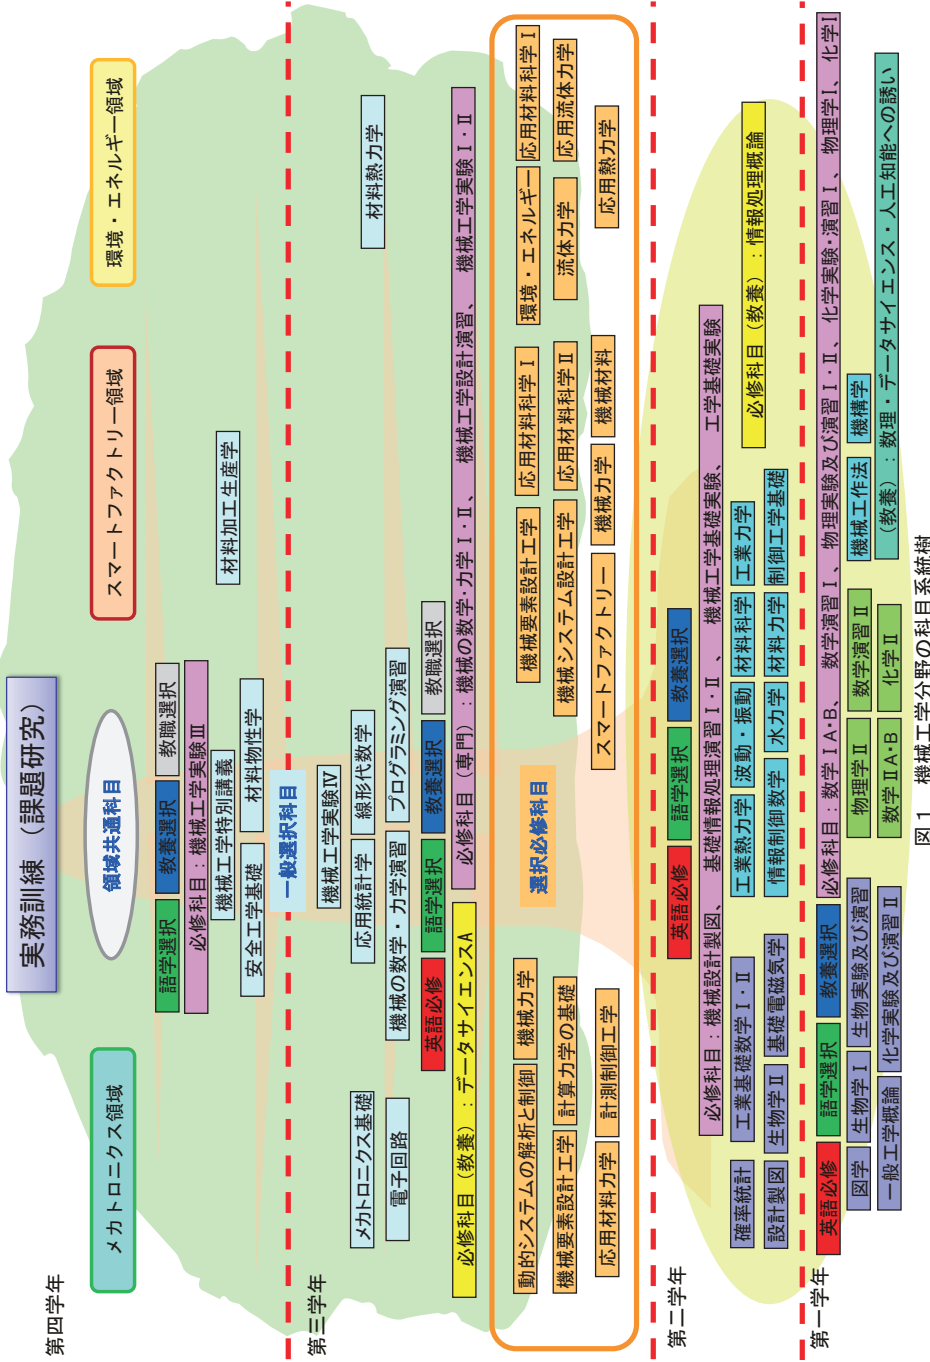 第四学年
実務訓練（課題研究）
メカトロニクス領域
領域共通科目
スマートファクトリー領域
環境・エネルギー領域
語学選択
教養選択
教職選択
必修科目：機械工学実験Ⅲ
機械工学特別講義
材料加工生産学
安全工学基礎
材料物性学
一般選択科目
第三学年
機械工学実験Ⅳ
メカトロニクス基礎
応用統計学
線形代数学
材料熱力学
電子回路
機械の数学・力学演習
プログラミング演習
英語必修
語学選択
教養選択
教職選択
必修科目（教養）：データサイエンスA
必修科目（専門）：機械の数学・力学Ⅰ・Ⅱ、 機械工学設計演習、 機械工学実験Ⅰ・Ⅱ
選択必修科目
動的システムの解析と制御
機械力学
機械要素設計工学
応用材料科学Ⅰ
環境・エネルギー
応用材料科学Ⅰ
機械要素設計工学
計算力学の基礎
機械システム設計工学
応用材料科学Ⅱ
流体力学
応用流体力学
応用材料力学
計測制御工学
スマートファクトリー
機械力学
機械材料
応用熱力学
第二学年
英語必修
語学選択
教養選択
必修科目：機械設計製図、 基礎情報処理演習Ⅰ・Ⅱ、 機械工学基礎実験、 工学基礎実験
確率統計
工業基礎数学Ⅰ・Ⅱ
工業熱力学
波動・振動
材料科学
工業力学
必修科目（教養）：情報処理概論
設計製図
生物学Ⅱ
基礎電磁気学
情報制御数学
水力学
材料力学
制御工学基礎
第一学年
英語必修
語学選択
教養選択
必修科目：数学ⅠA・B、 数学演習Ⅰ、 物理実験及び演習Ⅰ・Ⅱ、 化学実験・演習Ⅰ、 物理学Ⅰ、 化学Ⅰ
図学
生物学Ⅰ
生物実験及び演習
物理学Ⅱ
数学演習Ⅱ
機械工作法
機構学
一般工学概論
化学実験及び演習Ⅱ
数学ⅡA・B
化学Ⅱ
（教養）：数理・データサイエンス・人工知能への誘い
図１ 機械工学分野の科目系統樹